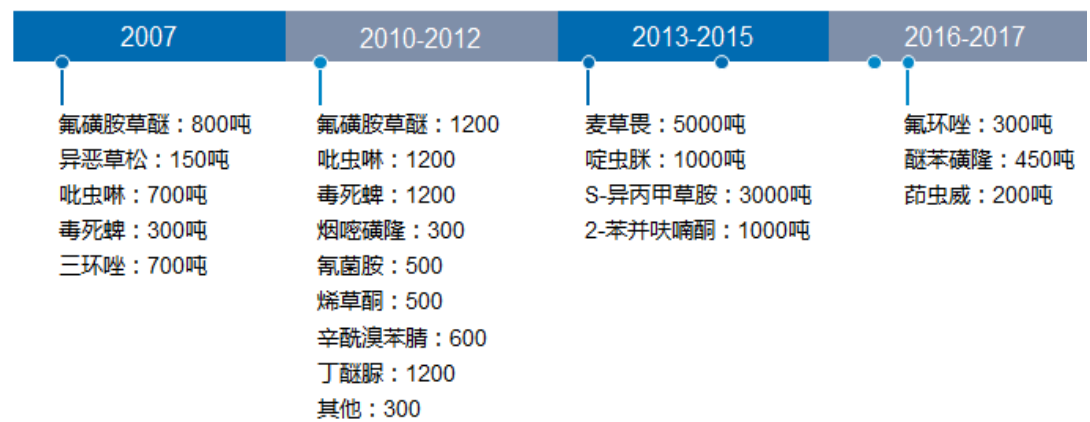 2007
2010-2012
2013-2015
2016-2017
氟磺胺草醚：800吨
异恶草松：150吨
吡虫啉：700吨
毒死蜱：300吨
三环唑：700吨
氟磺胺草醚：1200
吡虫啉：1200
毒死蜱：1200
烟嘧磺隆：300
氰菌胺：500
烯草酮：500
辛酰溴苯腈：600
丁醚脲：1200
其他：300
麦草畏：5000吨
啶虫脒：1000吨
S-异丙甲草胺：3000吨
2-苯并呋喃酮：1000吨
氟环唑：300吨
醚苯磺隆：450吨
茚虫威：200吨